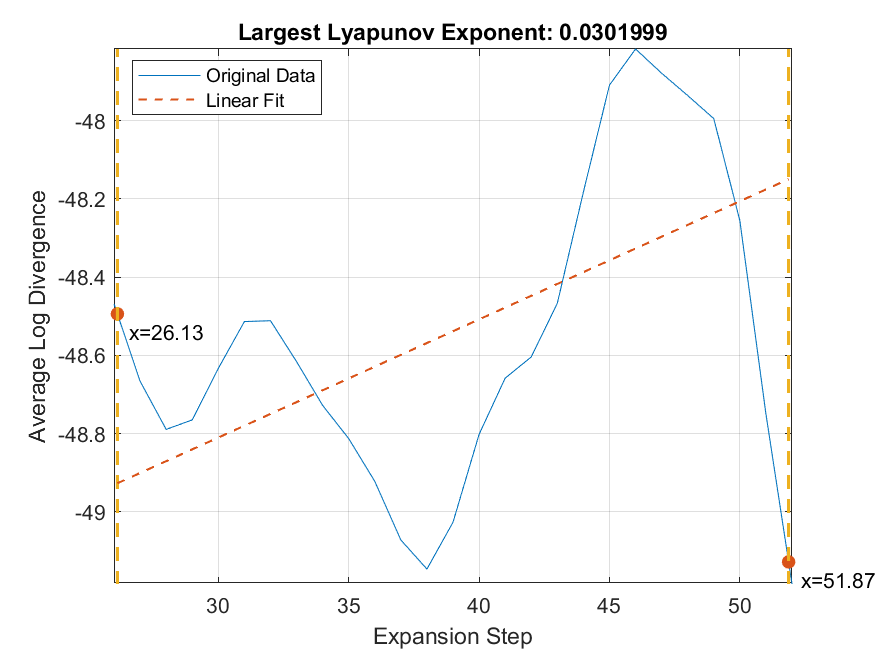 Largest Lyapunov Exponent: 0.0301999
Original Data
Linear Fit
-48
-48.2
-48.4
-48.6
-48.8
-49
Average Log Divergence
x=26.13
x=51.87
30
35
40
45
50
Expansion Step